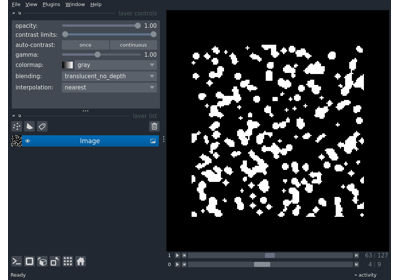 File View Plugins Window Help
layer controls
opacity: 1.00
contrast limits:
auto-contrast: once continuous
gamma: 1.00
colormap: gray
blending: translucent_no_depth
interpolation: nearest
layer list
Image
1 63 127
0 4 9
Ready activity